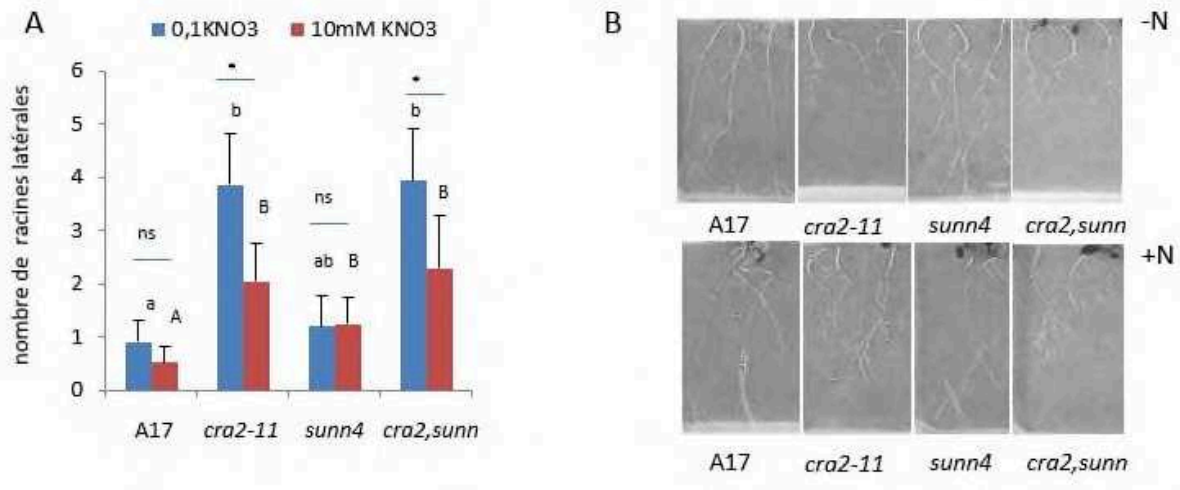 A
0,1KNO3 10mM KNO3
nombre de racines latérales
6
5
4
3
2
1
0
ns
a A
*
b
B
ns
ab B
*
b
B
A17 cra2-11 sunn4 cra2,sunn
B
-N
A17 cra2-11 sunn4 cra2,sunn
+N
A17 cra2-11 sunn4 cra2,sunn